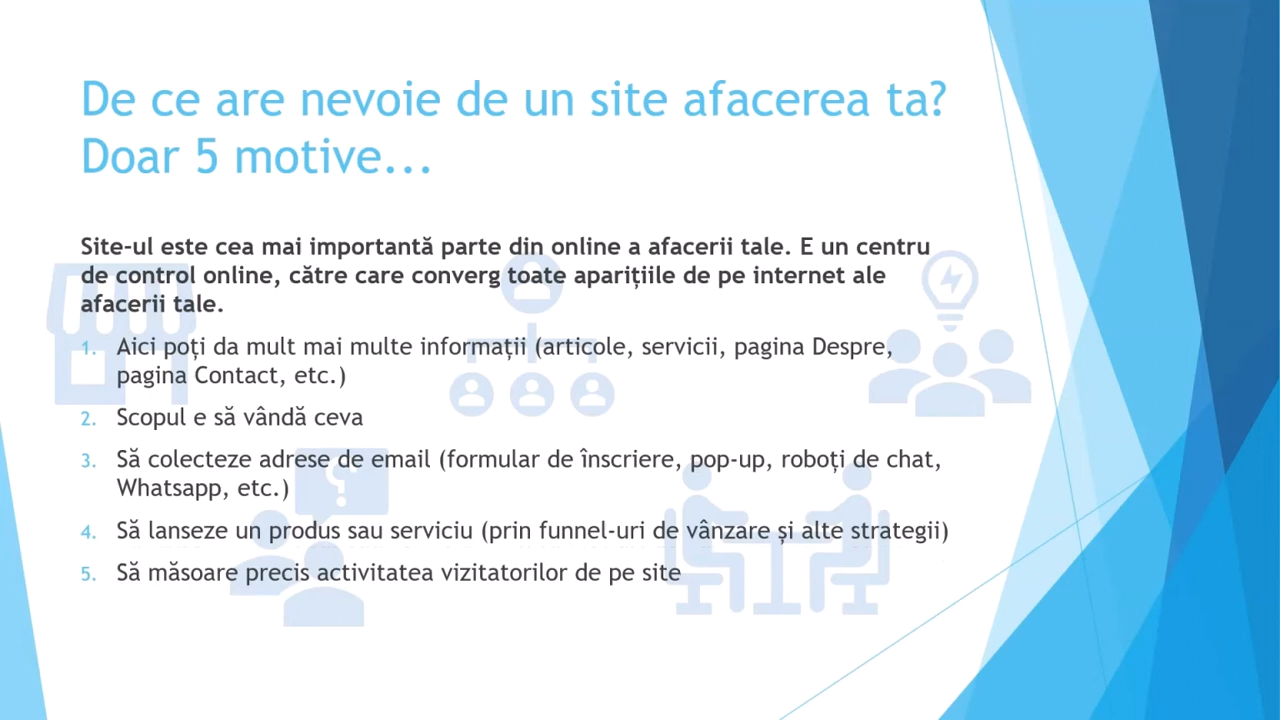 De ce are nevoie de un site afacerea ta?
Doar 5 motive...
Site-ul este cea mai importantă parte din online a afacerii tale. E un centru
de control online, către care converg toate aparițiile de pe internet ale
afacerii tale.
1. Aici poți da mult mai multe informații (articole, servicii, pagina Despre,
pagina Contact, etc.)
2. Scopul e să vândă ceva
3. Să colecteze adrese de email (formular de înscriere, pop-up, roboți de chat,
Whatsapp, etc.)
4. Să lanseze un produs sau serviciu (prin funnel-uri de vânzare și alte strategii)
5. Să măsoare precis activitatea vizitatorilor de pe site